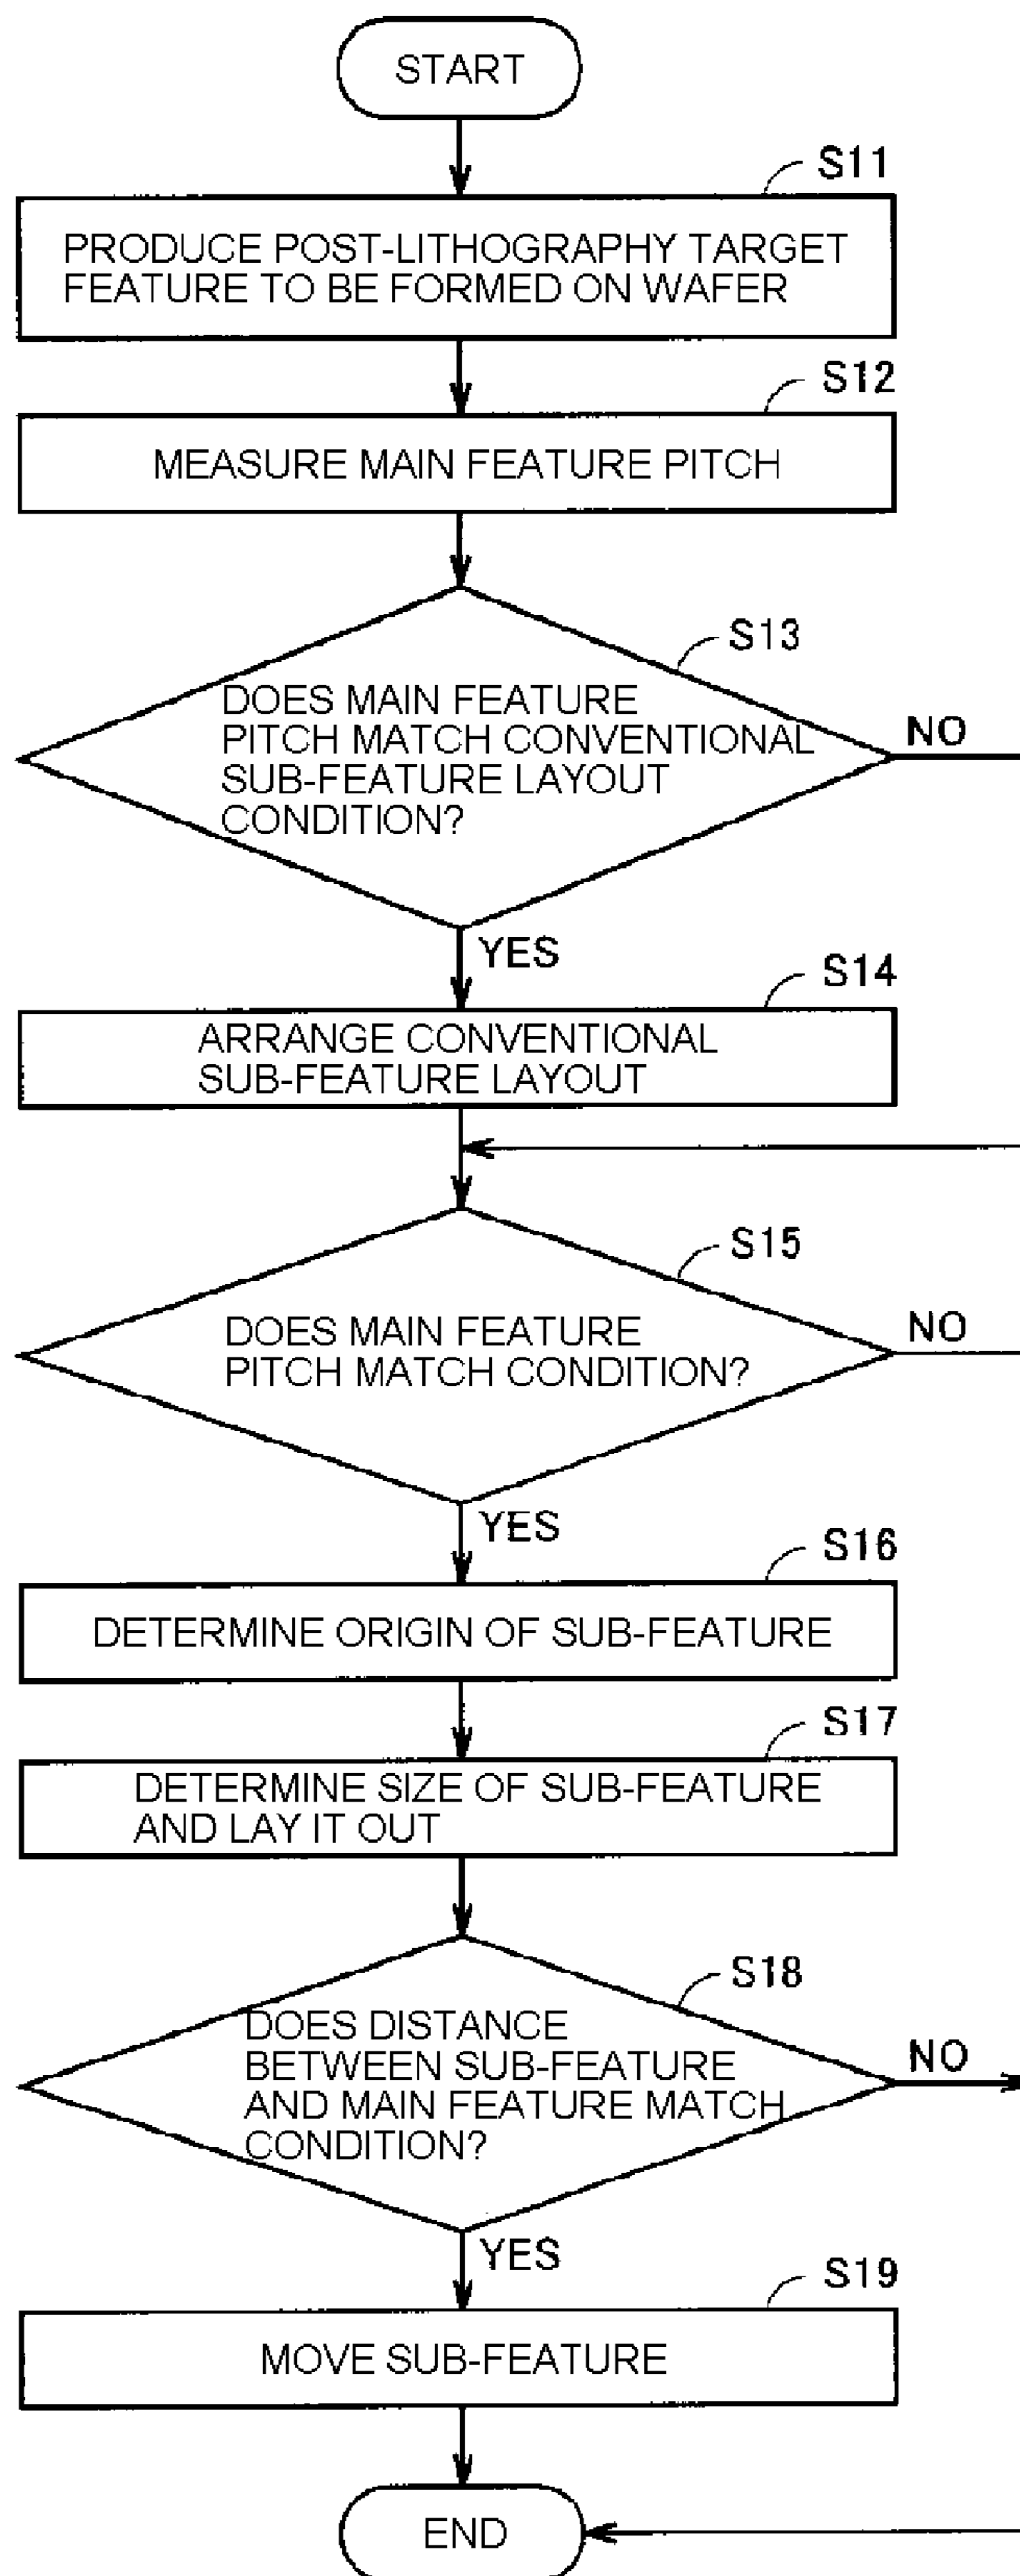 START
S11
PRODUCE POST-LITHOGRAPHY TARGET
FEATURE TO BE FORMED ON WAFER
S12
MEASURE MAIN FEATURE PITCH
S13
DOES MAIN FEATURE
PITCH MATCH CONVENTIONAL
SUB-FEATURE LAYOUT
CONDITION?
NO
YES
S14
ARRANGE CONVENTIONAL
SUB-FEATURE LAYOUT
S15
DOES MAIN FEATURE
PITCH MATCH CONDITION?
NO
YES
S16
DETERMINE ORIGIN OF SUB-FEATURE
S17
DETERMINE SIZE OF SUB-FEATURE
AND LAY IT OUT
S18
DOES DISTANCE
BETWEEN SUB-FEATURE
AND MAIN FEATURE MATCH
CONDITION?
NO
YES
S19
MOVE SUB-FEATURE
END